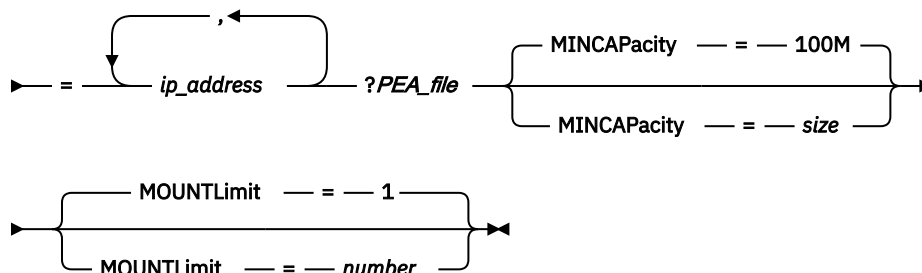 ,
= ip_address ?PEA_file
MINCAPacity = 100M
MINCAPacity = size
MOUNTLimit = 1
MOUNTLimit = number